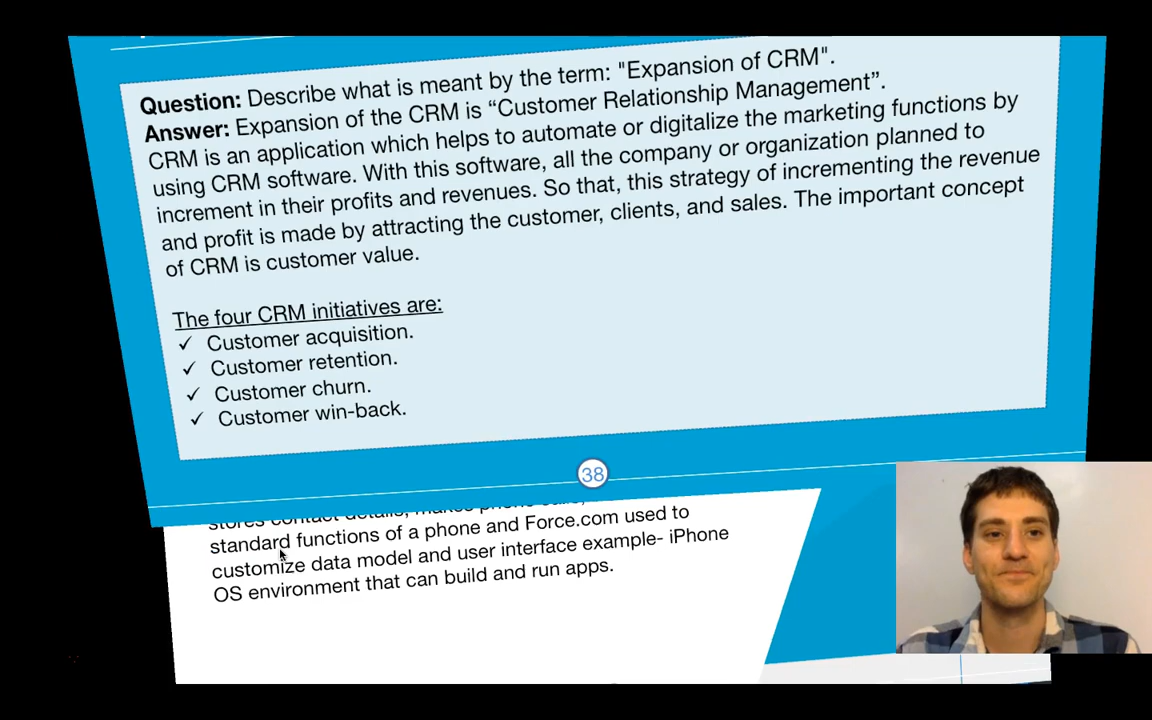 Question: Describe what is meant by the term: "Expansion of CRM".
Answer: Expansion of the CRM is “Customer Relationship Management”.
CRM is an application which helps to automate or digitalize the marketing functions by
using CRM software. With this software, all the company or organization planned to
increment in their profits and revenues. So that, this strategy of incrementing the revenue
and profit is made by attracting the customer, clients, and sales. The important concept
of CRM is customer value.
The four CRM initiatives are:
✓ Customer acquisition.
✓ Customer retention.
✓ Customer churn.
✓ Customer win-back.
38
stores contact details, makes phone
standard functions of a phone and Force.com used to
customize data model and user interface example- iPhone
OS environment that can build and run apps.